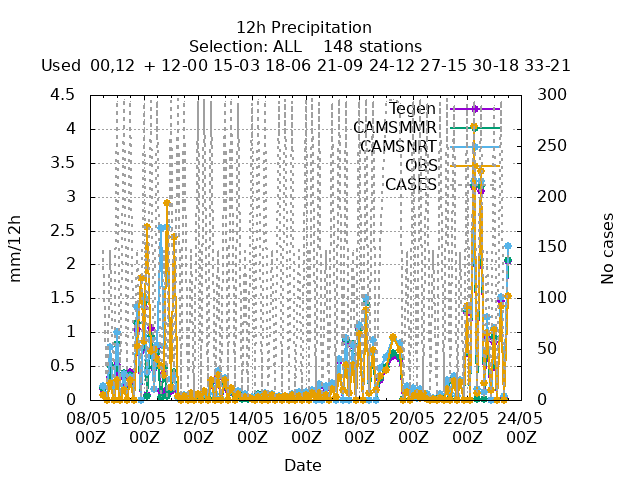 12h Precipitation
Selection: ALL    148 stations
Used  00,12  + 12-00 15-03 18-06 21-09 24-12 27-15 30-18 33-21
4.5
4
3.5
3
2.5
2
1.5
1
0.5
0
300
250
200
150
100
50
0
Tegen
CAMSMMR
CAMSNRT
OBS
CASES
mm/12h
No cases
08/05 10/05 12/05 14/05 16/05 18/05 20/05 22/05 24/05
00Z 00Z 00Z 00Z 00Z 00Z 00Z 00Z 00Z
Date